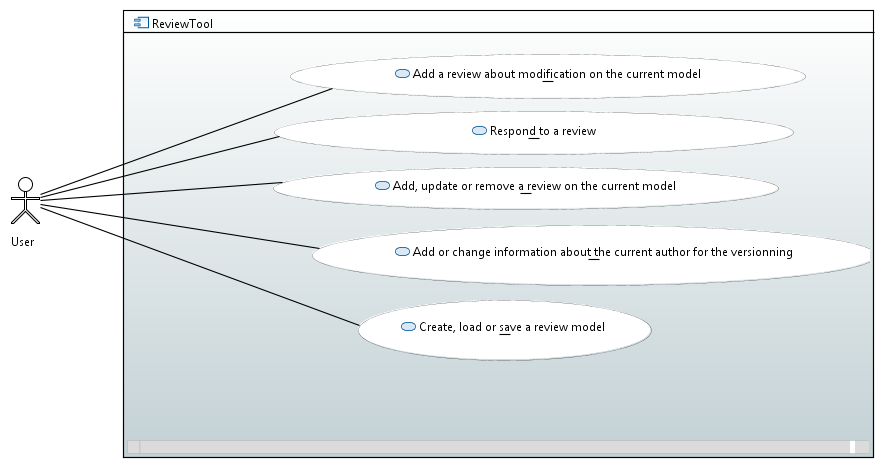 ReviewTool
Add a review about modification on the current model
Respond to a review
Add, update or remove a review on the current model
User
Add or change information about the current author for the versionning
Create, load or save a review model